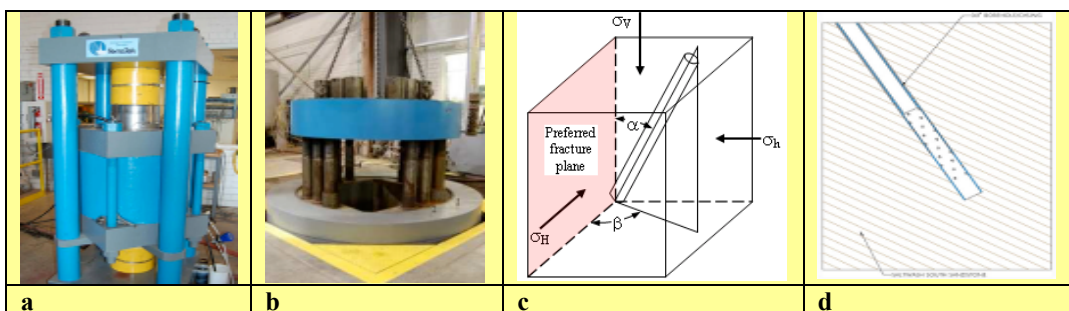 σV
α
Preferred
fracture
plane
σh
σH
β
a
b
c
d